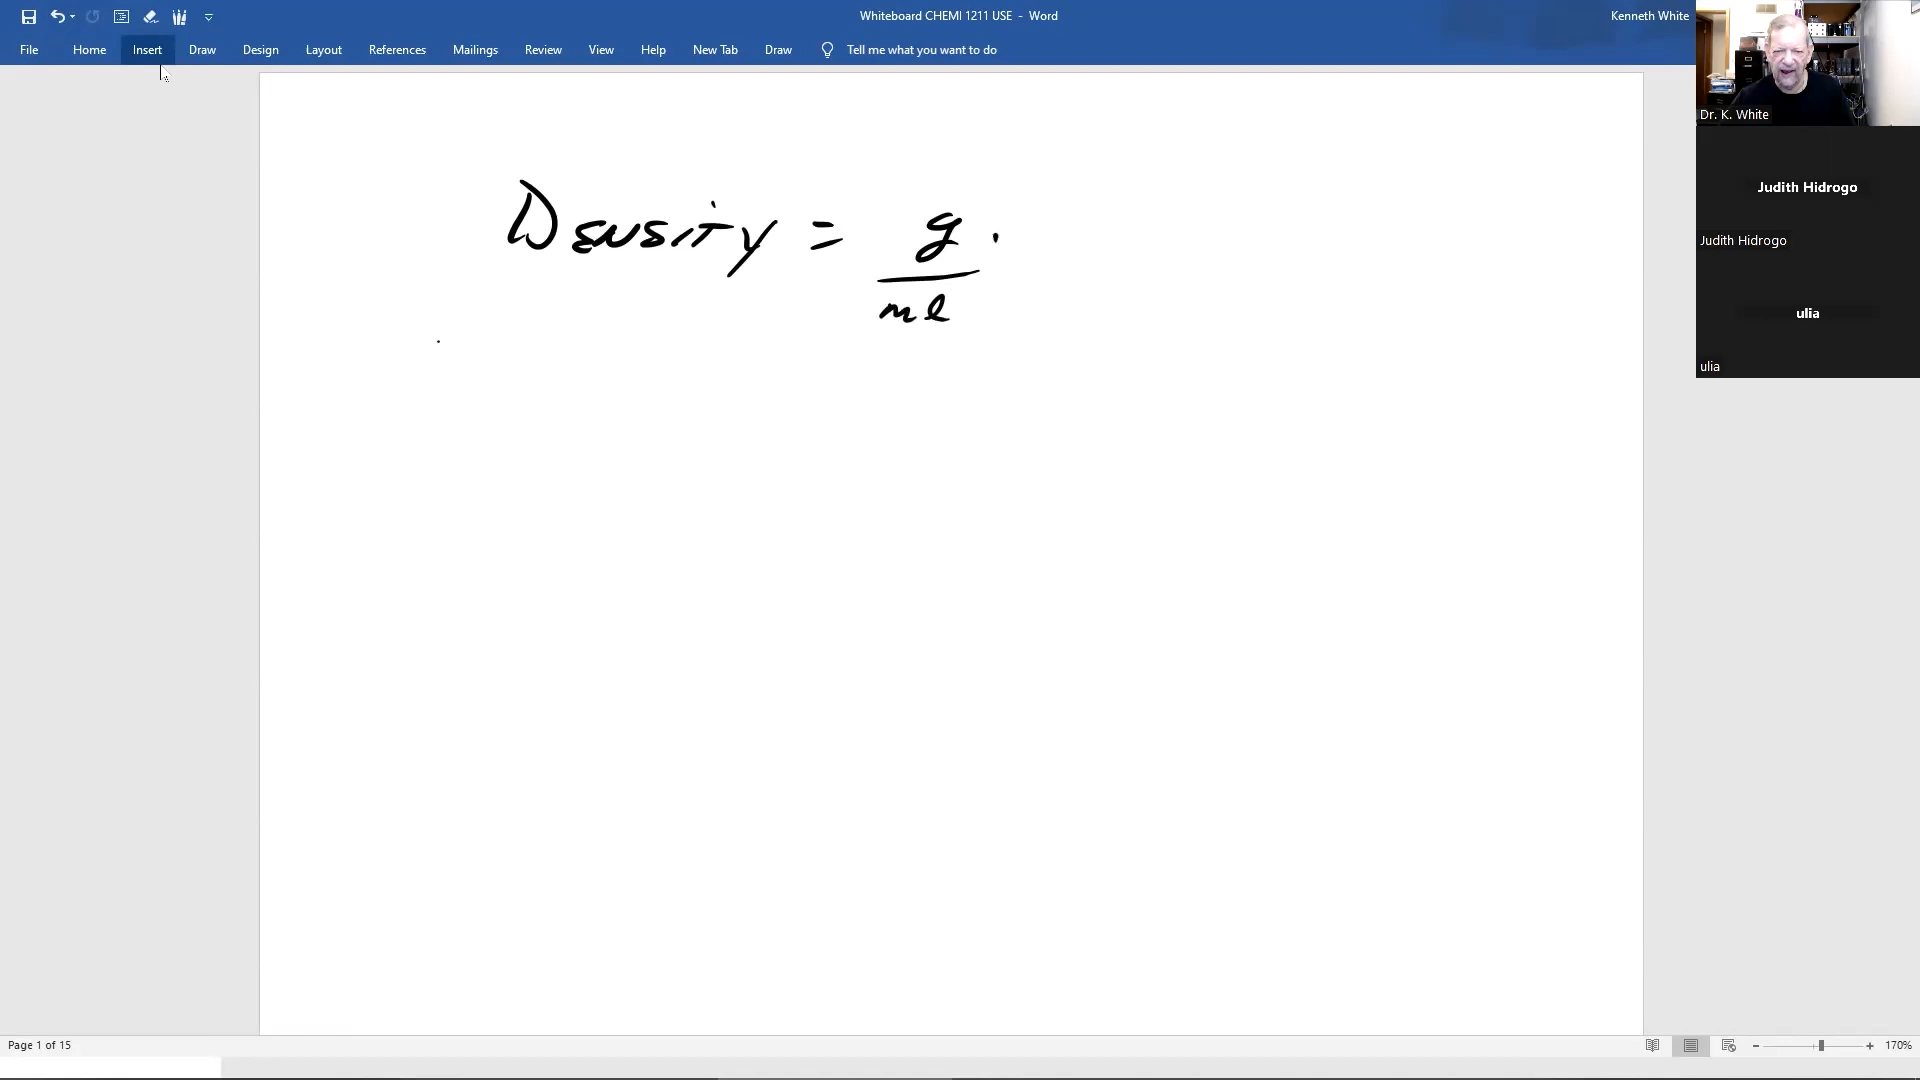 Whiteboard CHEMI 1211 USE - Word
Kenneth White
File Home Insert Draw Design Layout References Mailings Review View Help New Tab Draw Tell me what you want to do
Dr. K. White
Judith Hidrogo
Judith Hidrogo
ulia
ulia
Density = g
ml
Page 1 of 15
170%